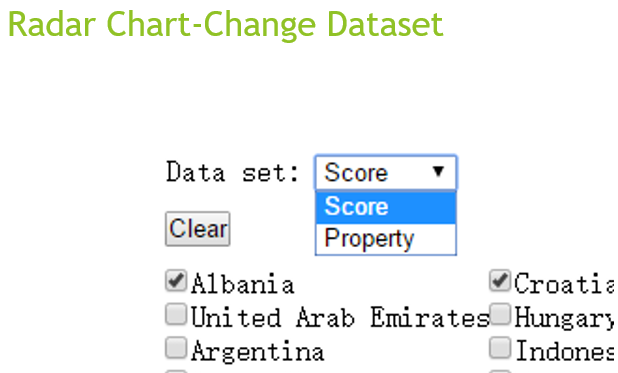 Radar Chart-Change Dataset
Data set: Score
Score
Clear
Property
Albania Croatia
United Arab Emirates Hungary
Argentina Indones